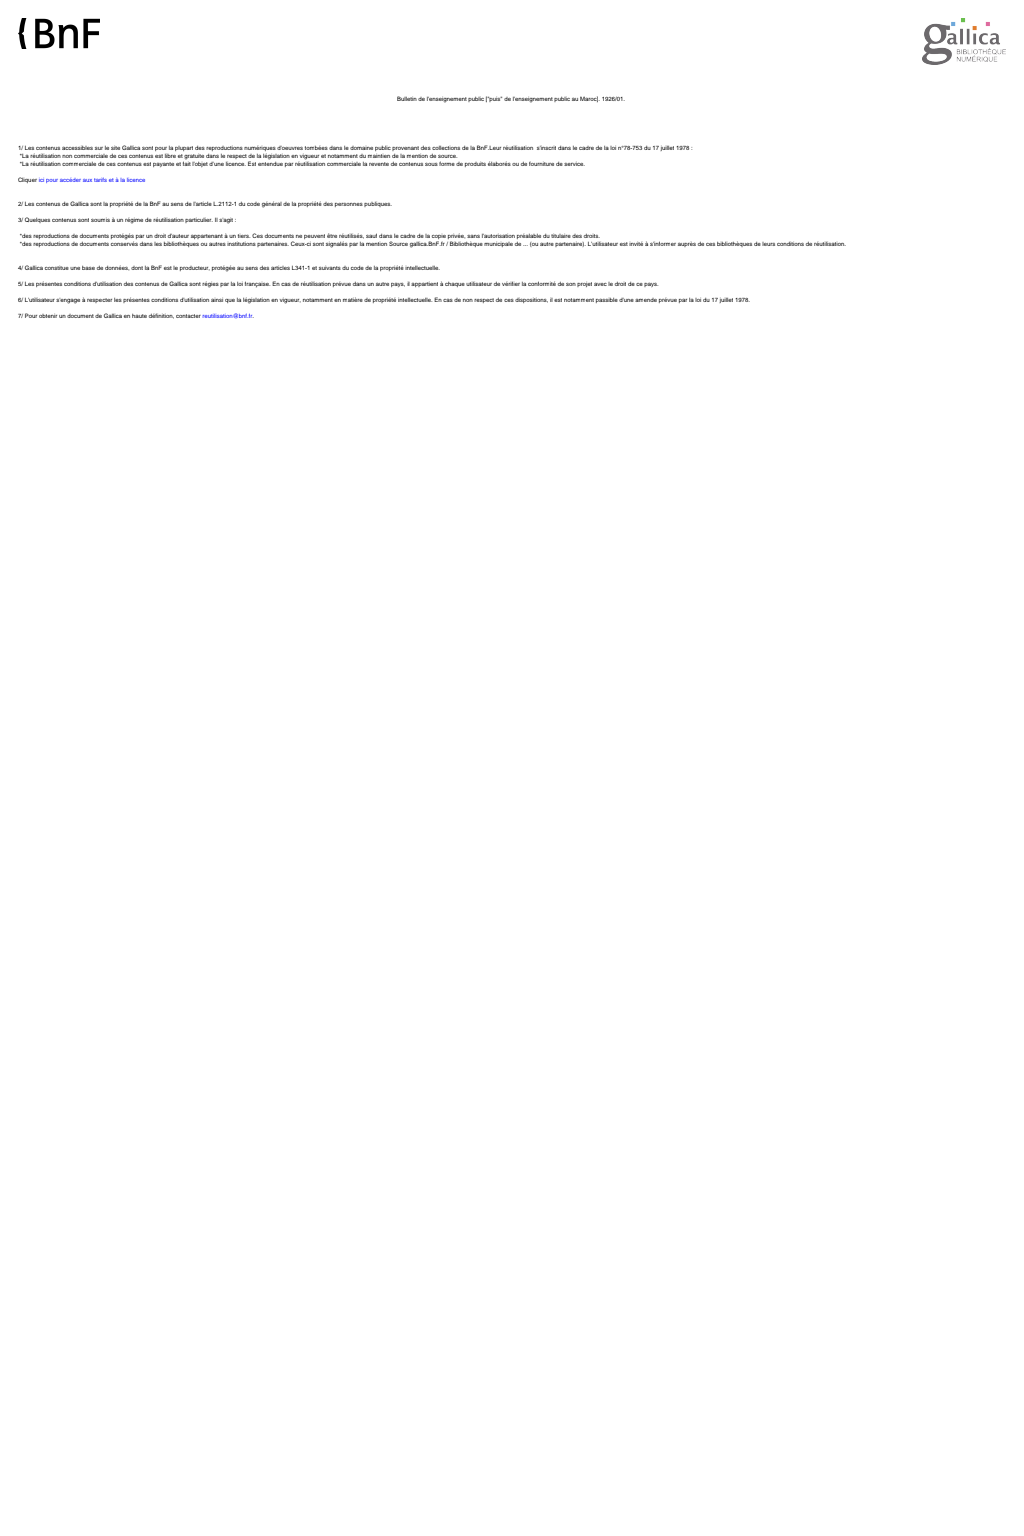 {BnF
gallica
BIBLIOTHÈQUE
NUMÉRIQUE
Bulletin de l'enseignement public ["puis" de l'enseignement public au Maroc]. 1926/01.
1/ Les contenus accessibles sur le site Gallica sont pour la plupart des reproductions numériques d'oeuvres tombées dans le domaine public provenant des collections de la BnF.Leur réutilisation s'inscrit dans le cadre de la loi n°78-753 du 17 juillet 1978 :
*La réutilisation non commerciale de ces contenus est libre et gratuite dans le respect de la législation en vigueur et notamment du maintien de la mention de source.
*La réutilisation commerciale de ces contenus est payante et fait l'objet d'une licence. Est entendue par réutilisation commerciale la revente de contenus sous forme de produits élaborés ou de fourniture de service.
Cliquer ici pour accéder aux tarifs et à la licence
2/ Les contenus de Gallica sont la propriété de la BnF au sens de l'article L.2112-1 du code général de la propriété des personnes publiques.
3/ Quelques contenus sont soumis à un régime de réutilisation particulier. Il s'agit :
*des reproductions de documents protégés par un droit d'auteur appartenant à un tiers. Ces documents ne peuvent être réutilisés, sauf dans le cadre de la copie privée, sans l'autorisation préalable du titulaire des droits.
*des reproductions de documents conservés dans les bibliothèques ou autres institutions partenaires. Ceux-ci sont signalés par la mention Source gallica.BnF.fr / Bibliothèque municipale de ... (ou autre partenaire). L'utilisateur est invité à s'informer auprès de ces bibliothèques de leurs conditions de réutilisation.
4/ Gallica constitue une base de données, dont la BnF est le producteur, protégée au sens des articles L341-1 et suivants du code de la propriété intellectuelle.
5/ Les présentes conditions d'utilisation des contenus de Gallica sont régies par la loi française. En cas de réutilisation prévue dans un autre pays, il appartient à chaque utilisateur de vérifier la conformité de son projet avec le droit de ce pays.
6/ L'utilisateur s'engage à respecter les présentes conditions d'utilisation ainsi que la législation en vigueur, notamment en matière de propriété intellectuelle. En cas de non respect de ces dispositions, il est notamment passible d'une amende prévue par la loi du 17 juillet 1978.
7/ Pour obtenir un document de Gallica en haute définition, contacter reutilisation@bnf.fr.